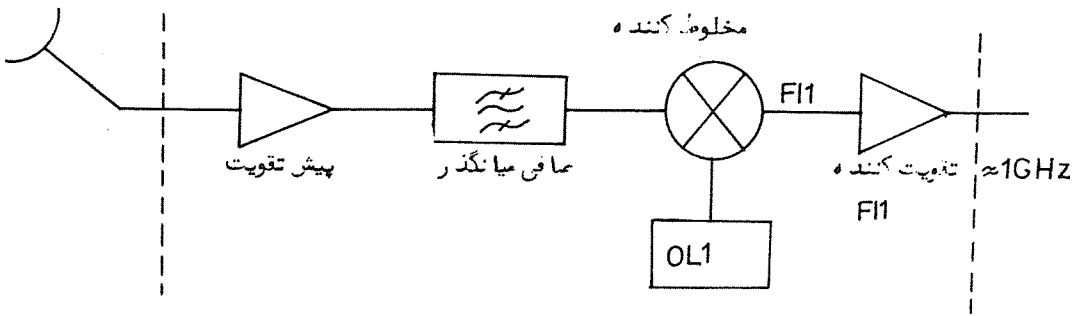 مخلوط کننده
FI1
پیش تقویت
صافی میانگذر
تقویت کننده
FI1
≈1GHz
OL1